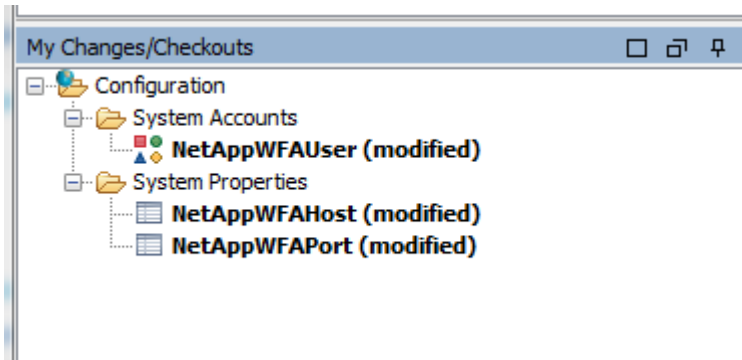 My Changes/Checkouts
Configuration
System Accounts
NetAppWFAUser (modified)
System Properties
NetAppWFAHost (modified)
NetAppWFAPort (modified)